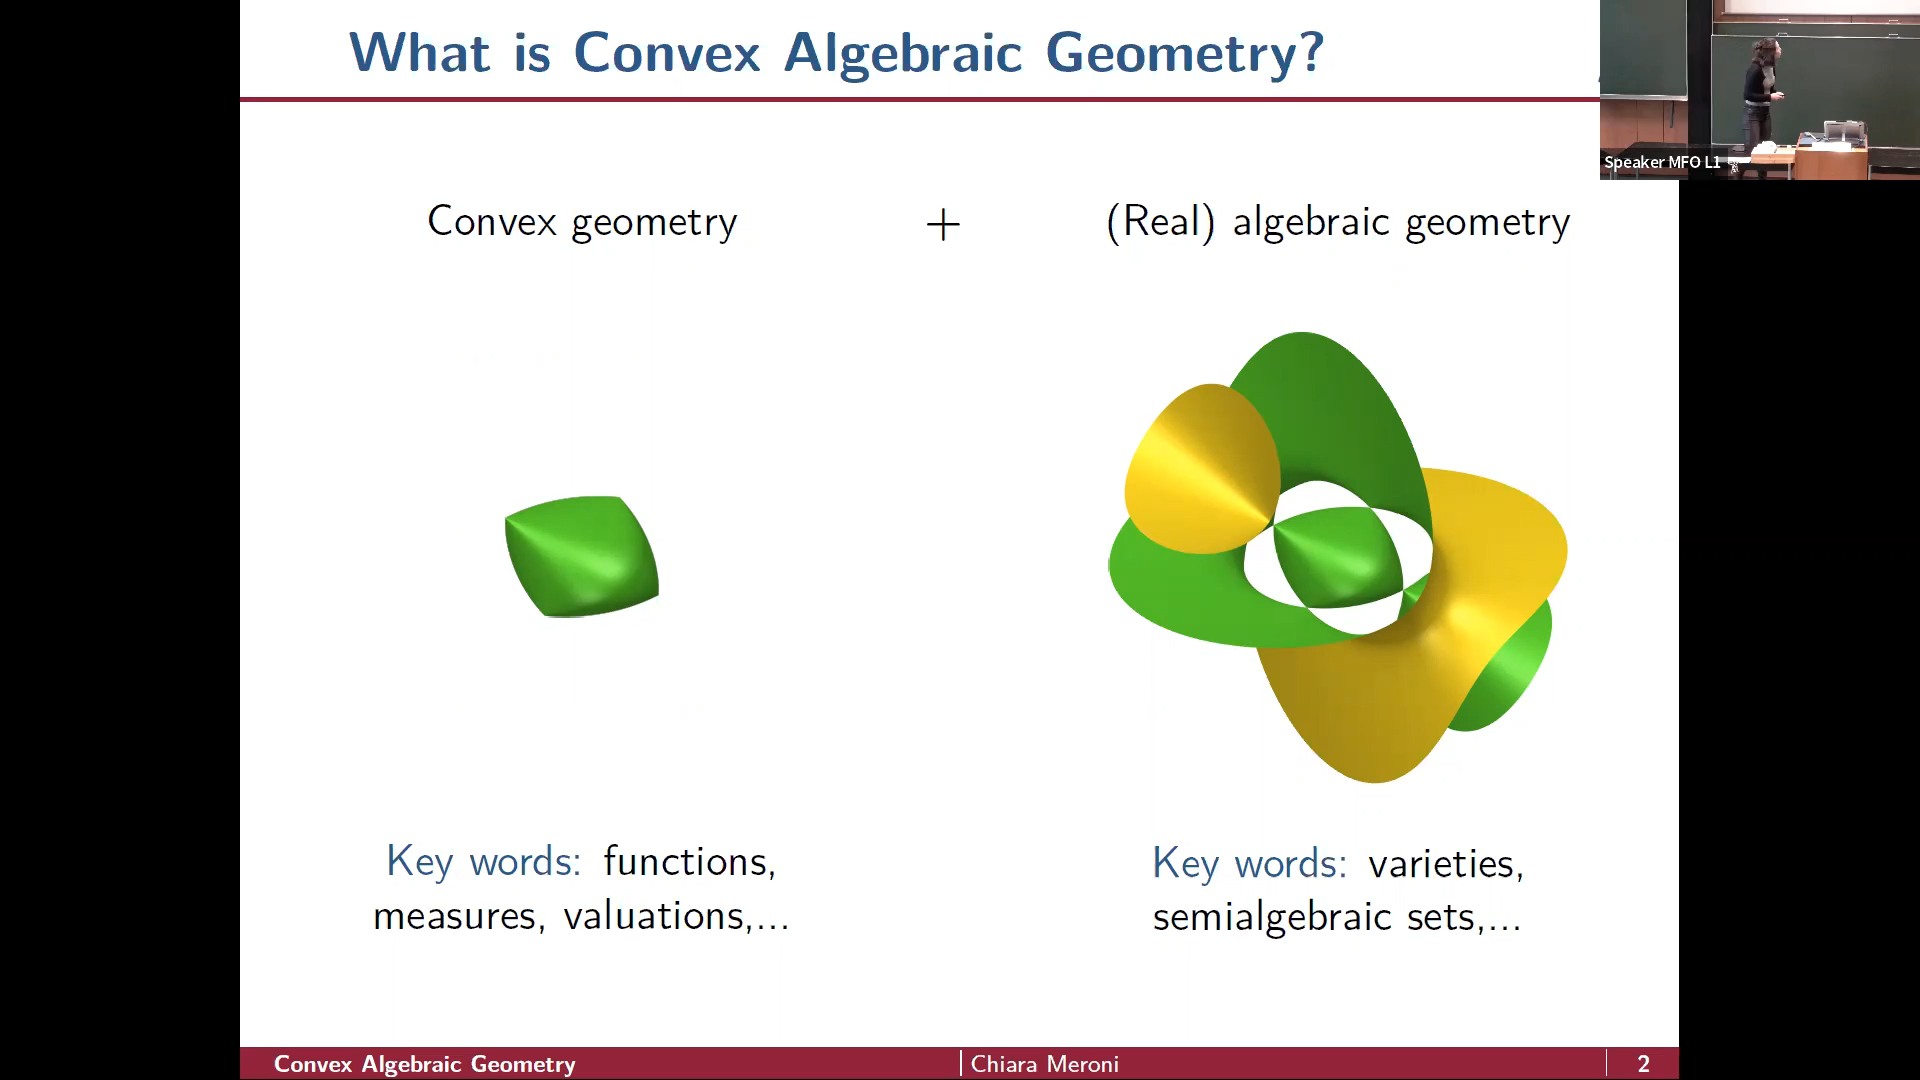 What is Convex Algebraic Geometry?
Speaker MFO L1
Convex geometry + (Real) algebraic geometry
Key words: functions,
measures, valuations,...
Key words: varieties,
semialgebraic sets,...
Convex Algebraic Geometry
Chiara Meroni
2